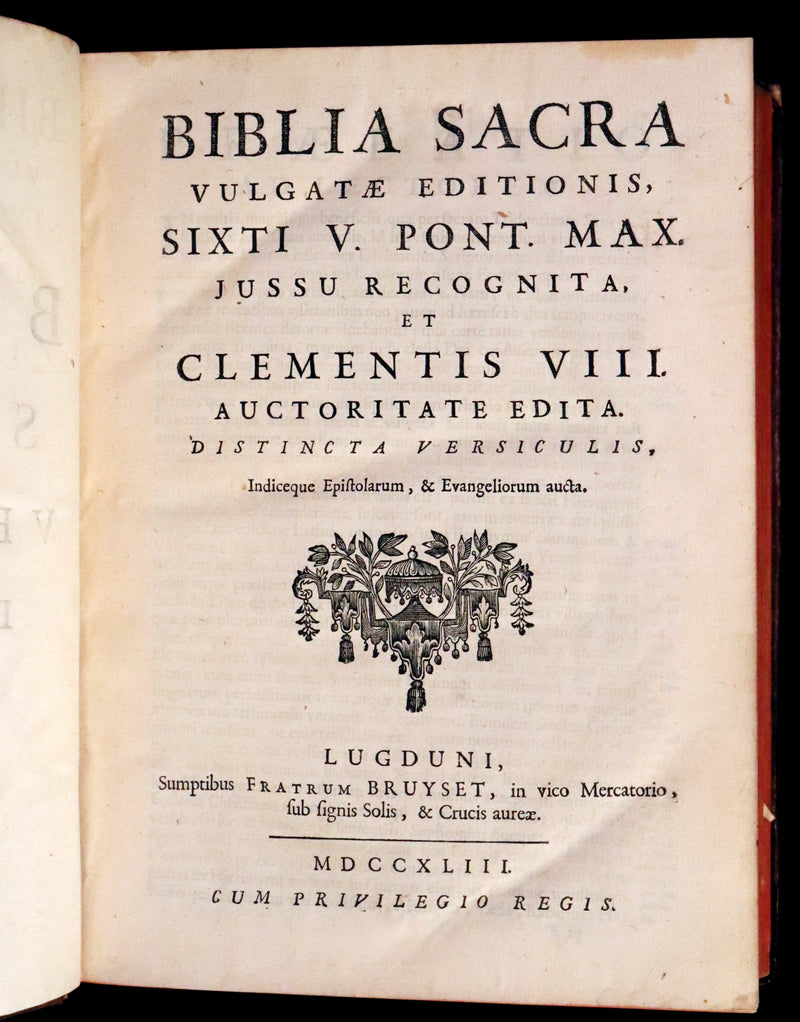 BIBLIA SACRA
VULGATÆ EDITIONIS,
SIXTI V. PONT. MAX.
JUSSU RECOGNITA,
ET
CLEMENTIS VIII.
AUCTORITATE EDITA.
DISTINCTA VERSICULIS,
Indiceque Epiſtolarum, & Evangeliorum aucta.
LUGDUNI,
Sumptibus FRATRUM BRUYSET, in vico Mercatorio,
ſub ſignis Solis, & Crucis aureæ.
MDCCXLIII.
CUM PRIVILEGIO REGIS.